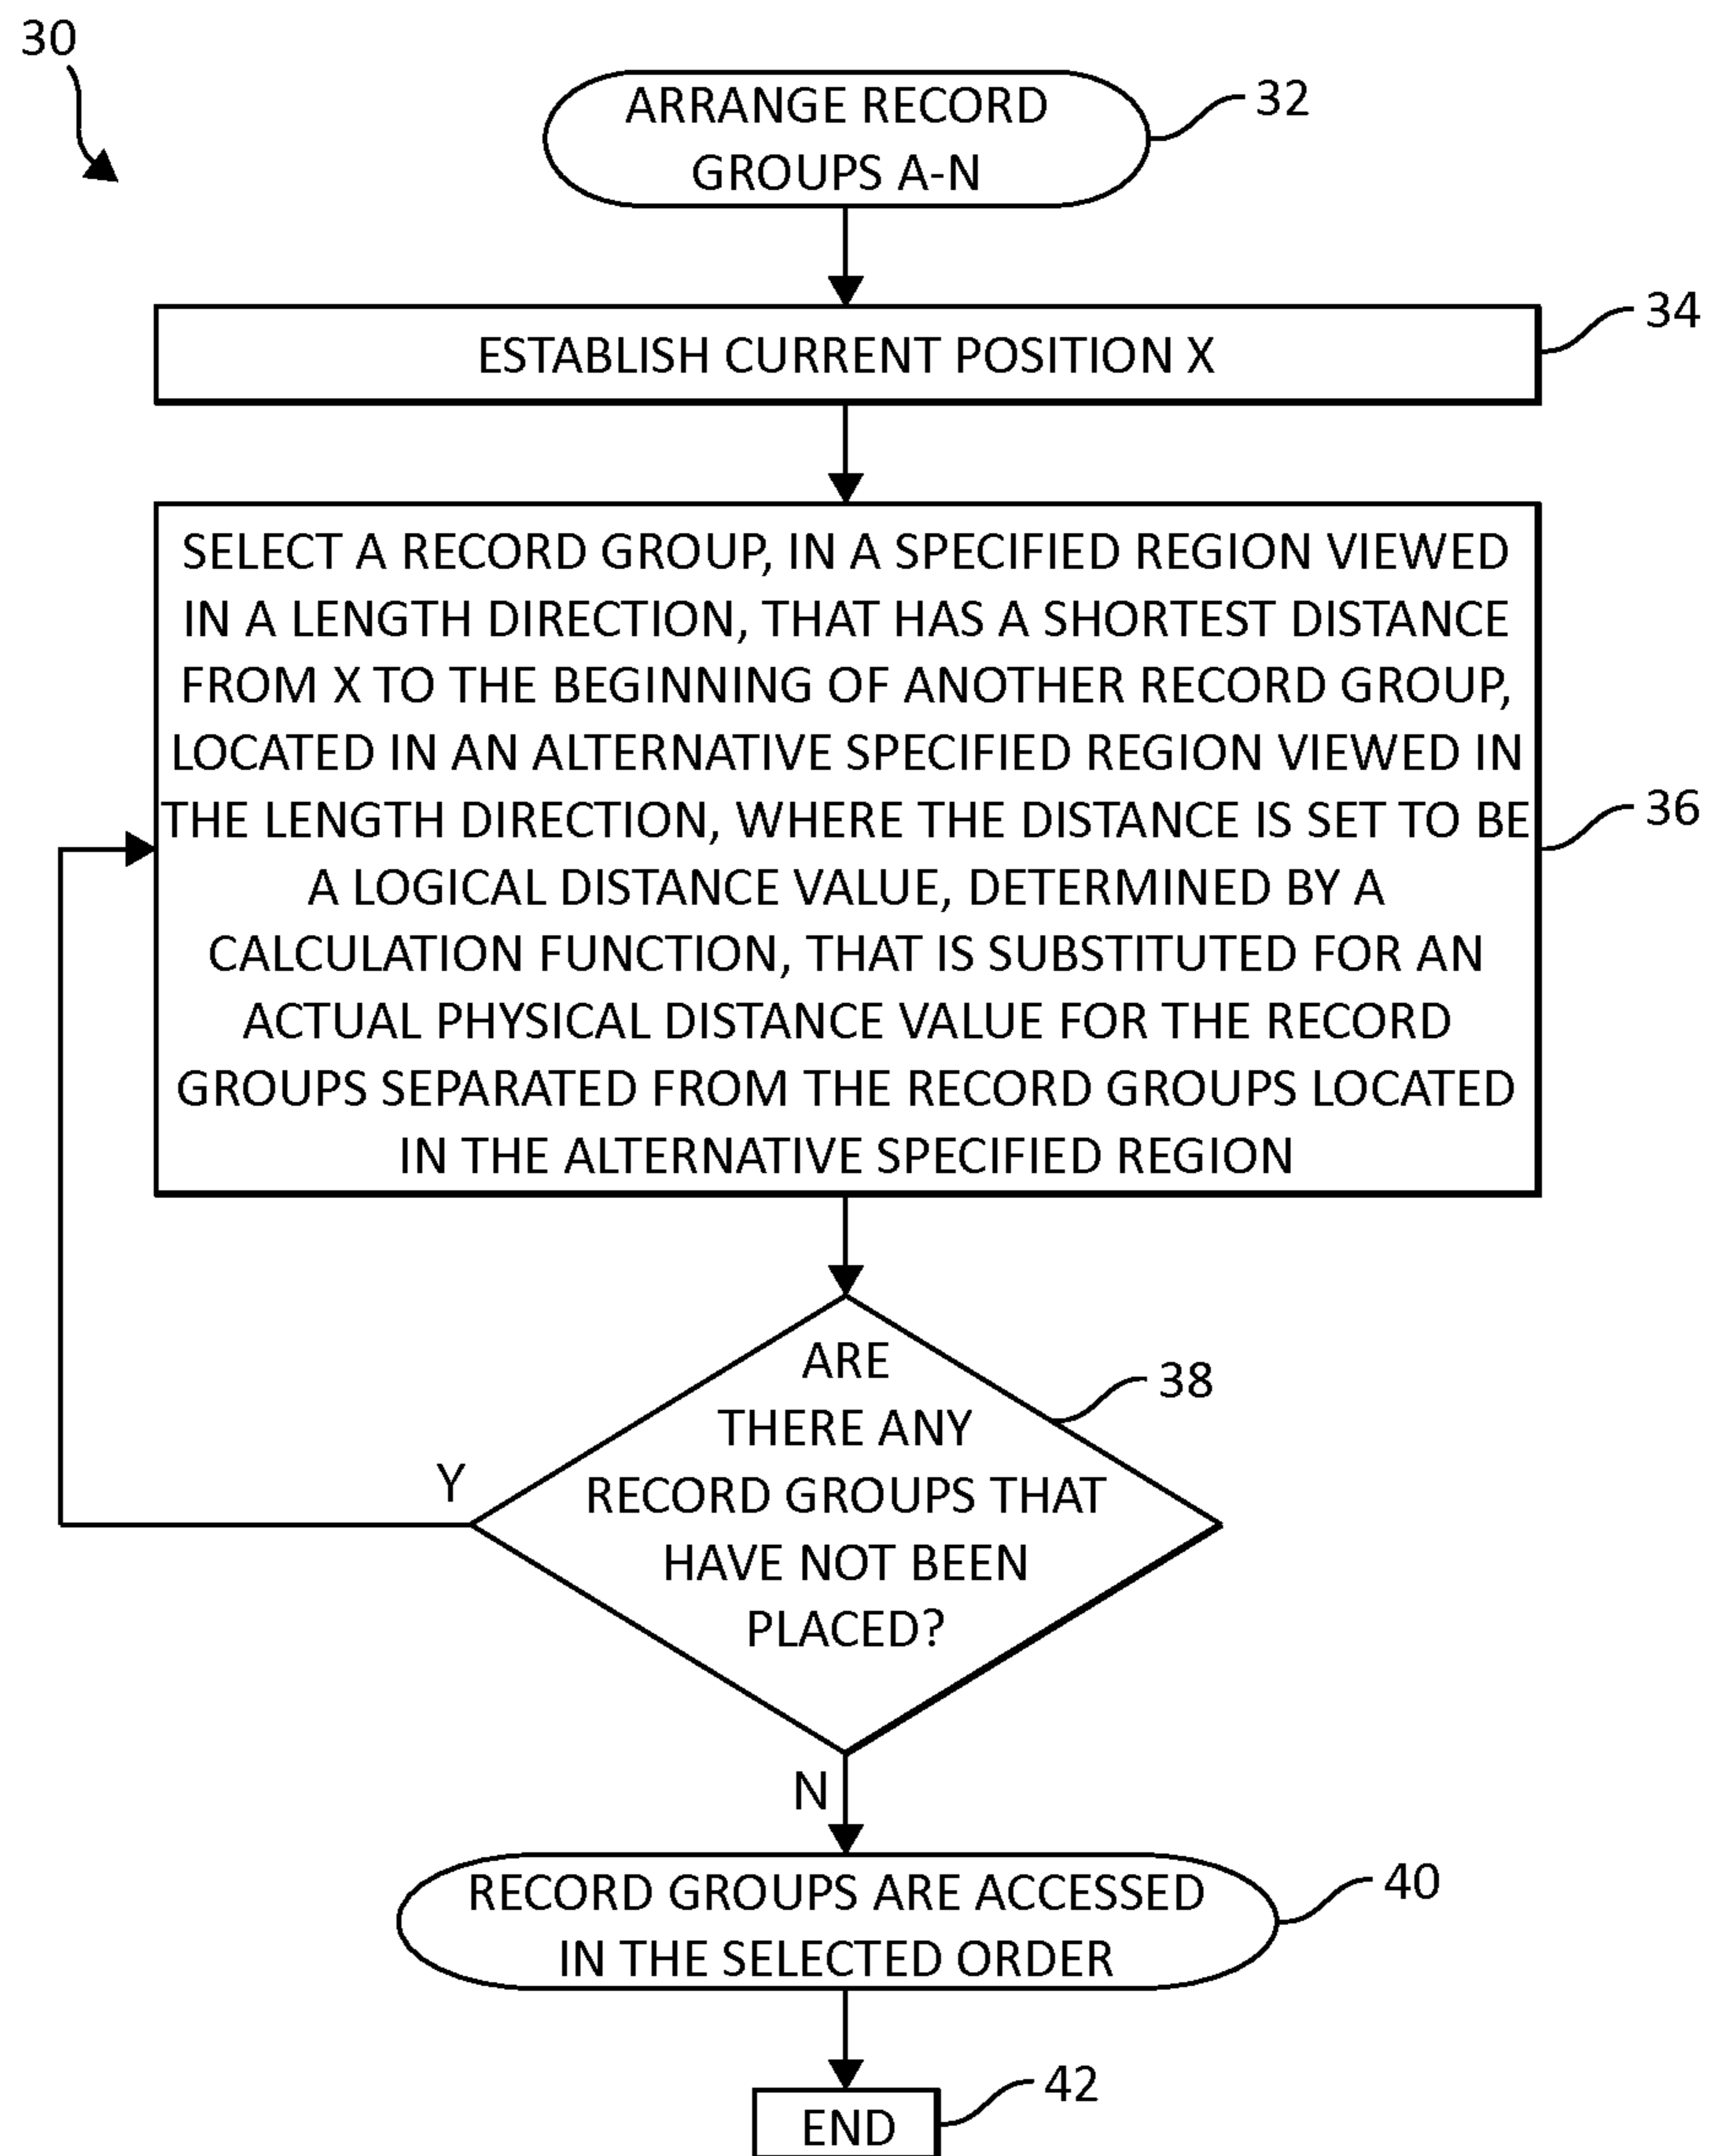 30
ARRANGE RECORD
GROUPS A-N
32
ESTABLISH CURRENT POSITION X
34
SELECT A RECORD GROUP, IN A SPECIFIED REGION VIEWED
IN A LENGTH DIRECTION, THAT HAS A SHORTEST DISTANCE
FROM X TO THE BEGINNING OF ANOTHER RECORD GROUP,
LOCATED IN AN ALTERNATIVE SPECIFIED REGION VIEWED IN
THE LENGTH DIRECTION, WHERE THE DISTANCE IS SET TO BE
A LOGICAL DISTANCE VALUE, DETERMINED BY A
CALCULATION FUNCTION, THAT IS SUBSTITUTED FOR AN
ACTUAL PHYSICAL DISTANCE VALUE FOR THE RECORD
GROUPS SEPARATED FROM THE RECORD GROUPS LOCATED
IN THE ALTERNATIVE SPECIFIED REGION
36
ARE
THERE ANY
RECORD GROUPS THAT
HAVE NOT BEEN
PLACED?
38
Y
N
RECORD GROUPS ARE ACCESSED
IN THE SELECTED ORDER
40
END
42